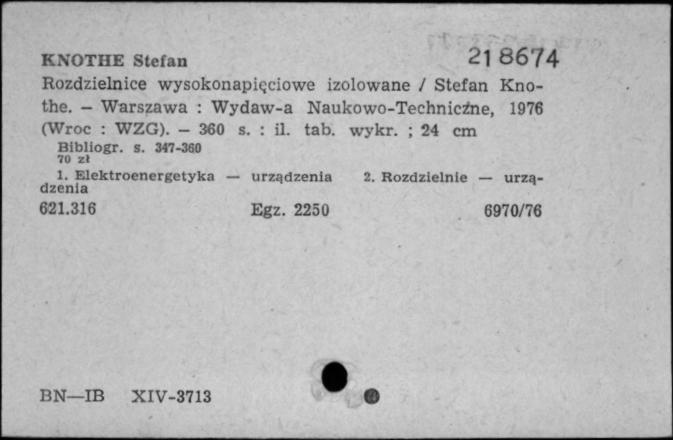 KNOTHE Stefan 218674
Rozdzielnice wysokonapięciowe izolowane / Stefan Kno-
the. — Warszawa : Wydaw-a Naukowo-Techniczne, 1976
(Wroc : WZG). — 360 s. : il. tab. wykr. ; 24 cm
Bibliogr. s. 347-360
70 zł
1. Elektroenergetyka — urządzenia 2. Rozdzielnie — urzą-
dzenia
621.316 Egz. 2250 6970/76
BN—IB XIV-3713